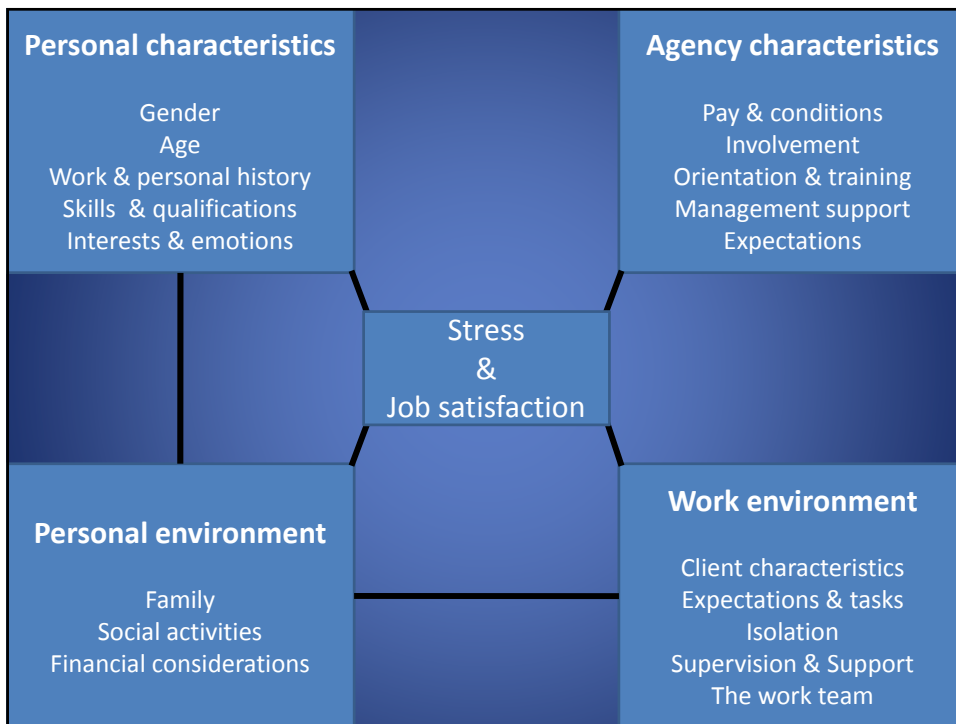 Personal characteristics
Gender
Age
Work & personal history
Skills & qualifications
Interests & emotions
Agency characteristics
Pay & conditions
Involvement
Orientation & training
Management support
Expectations
Stress
&
Job satisfaction
Personal environment
Family
Social activities
Financial considerations
Work environment
Client characteristics
Expectations & tasks
Isolation
Supervision & Support
The work team